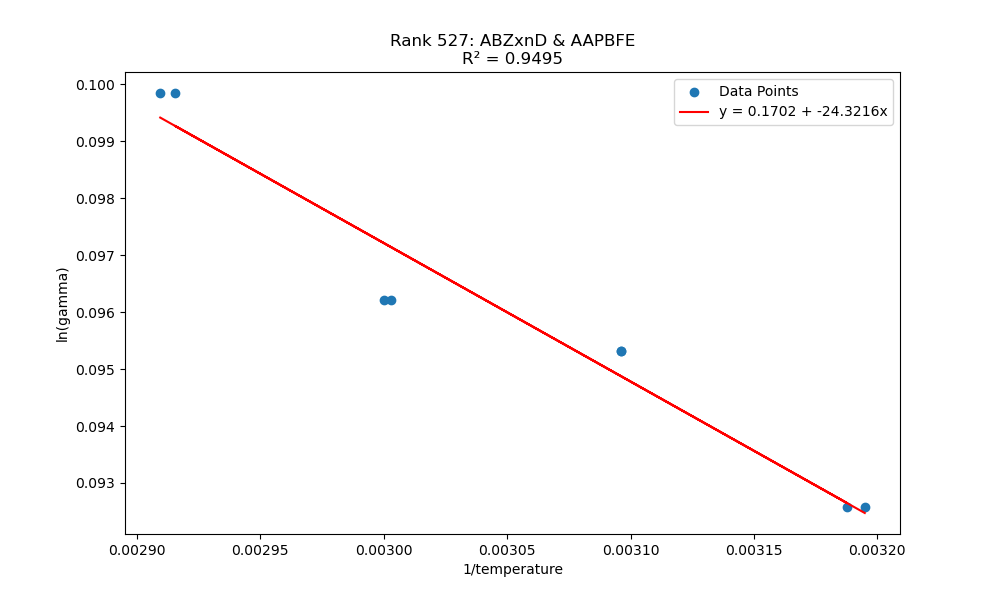 Rank 527: ABZxnD & AAPBFE
R² = 0.9495
Data Points
y = 0.1702 + -24.3216x
0.100
0.099
0.098
0.097
0.096
0.095
0.094
0.093
ln(gamma)
0.00290 0.00295 0.00300 0.00305 0.00310 0.00315 0.00320
1/temperature